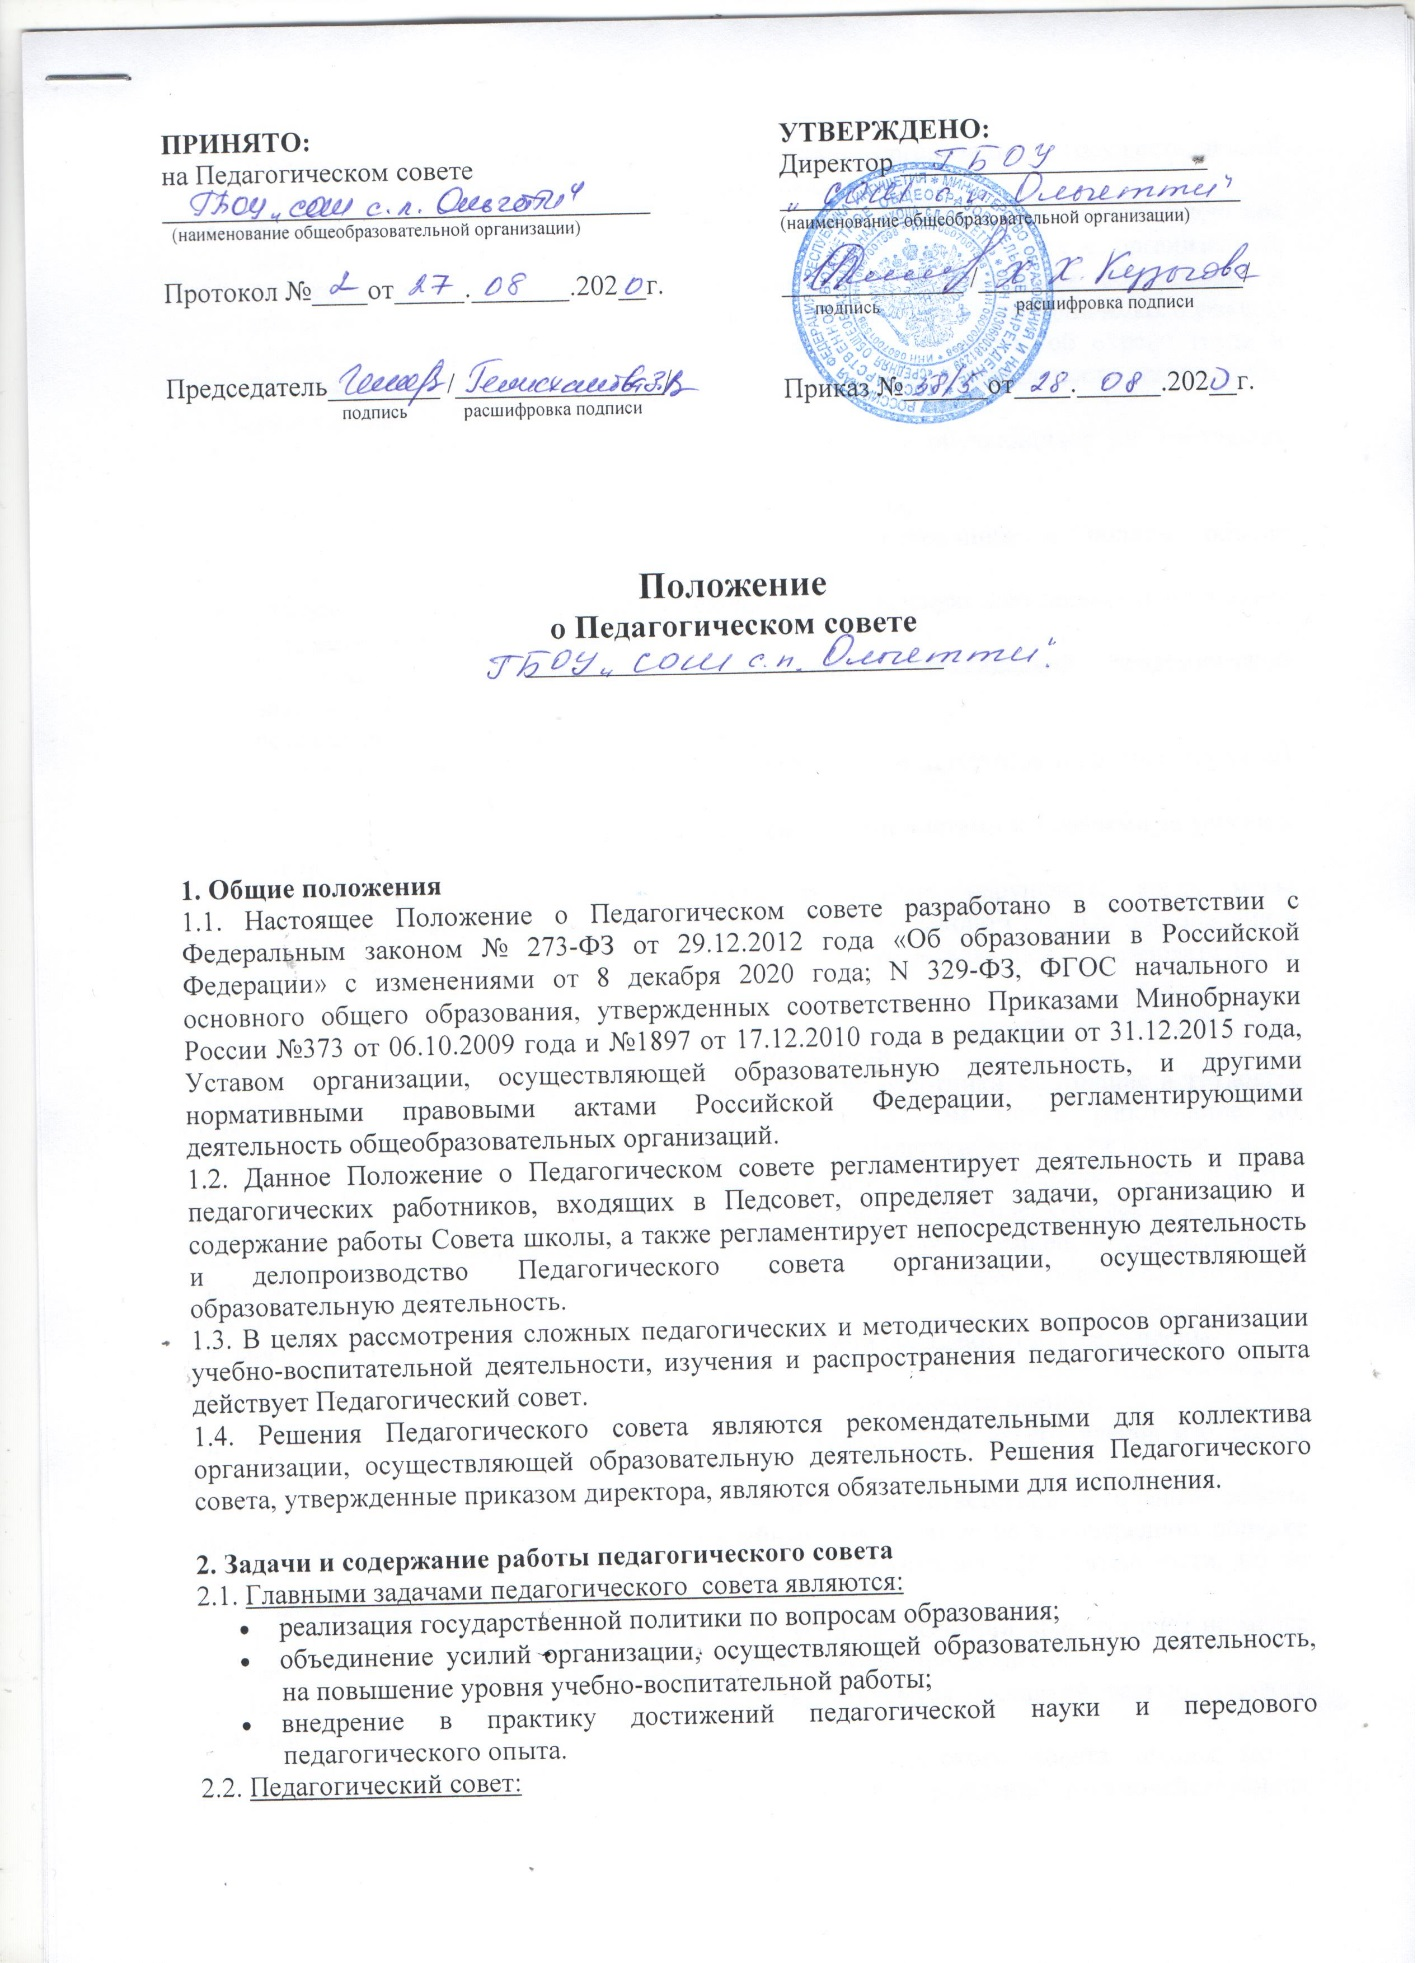 ПРИНЯТО:
на Педагогическом совете
ГБОУ „СОШ с.п. Ольгетти"
(наименование общеобразовательной организации)
Протокол № 2 от 27. 08 .2020г.
Председатель / /
подпись расшифровка подписи
УТВЕРЖДЕНО:
Директор ГБОУ
„СОШ с.п. Ольгетти"
(наименование общеобразовательной организации)
/ Х. Х. Кузьгова
подпись расшифровка подписи
Приказ № 38/3 от 28. 08 .2020г.
Положение
о Педагогическом совете
ГБОУ „СОШ с.п. Ольгетти".
1. Общие положения
1.1. Настоящее Положение о Педагогическом совете разработано в соответствии с
Федеральным законом № 273-ФЗ от 29.12.2012 года «Об образовании в Российской
Федерации» с изменениями от 8 декабря 2020 года; N 329-ФЗ, ФГОС начального и
основного общего образования, утвержденных соответственно Приказами Минобрнауки
России №373 от 06.10.2009 года и №1897 от 17.12.2010 года в редакции от 31.12.2015 года,
Уставом организации, осуществляющей образовательную деятельность, и другими
нормативными правовыми актами Российской Федерации, регламентирующими
деятельность общеобразовательных организаций.
1.2. Данное Положение о Педагогическом совете регламентирует деятельность и права
педагогических работников, входящих в Педсовет, определяет задачи, организацию и
содержание работы Совета школы, а также регламентирует непосредственную деятельность
и делопроизводство Педагогического совета организации, осуществляющей
образовательную деятельность.
1.3. В целях рассмотрения сложных педагогических и методических вопросов организации
учебно-воспитательной деятельности, изучения и распространения педагогического опыта
действует Педагогический совет.
1.4. Решения Педагогического совета являются рекомендательными для коллектива
организации, осуществляющей образовательную деятельность. Решения Педагогического
совета, утвержденные приказом директора, являются обязательными для исполнения.
2. Задачи и содержание работы педагогического совета
2.1. Главными задачами педагогического совета являются:
• реализация государственной политики по вопросам образования;
• объединение усилий организации, осуществляющей образовательную деятельность,
на повышение уровня учебно-воспитательной работы;
• внедрение в практику достижений педагогической науки и передового
педагогического опыта.
2.2. Педагогический совет: